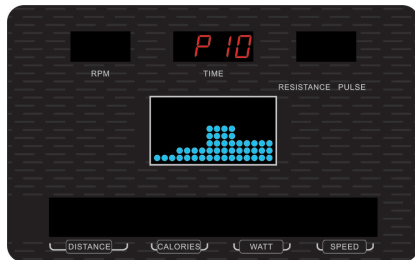 P 10
RPM
TIME
RESISTANCE PULSE
DISTANCE
CALORIES
WATT
SPEED